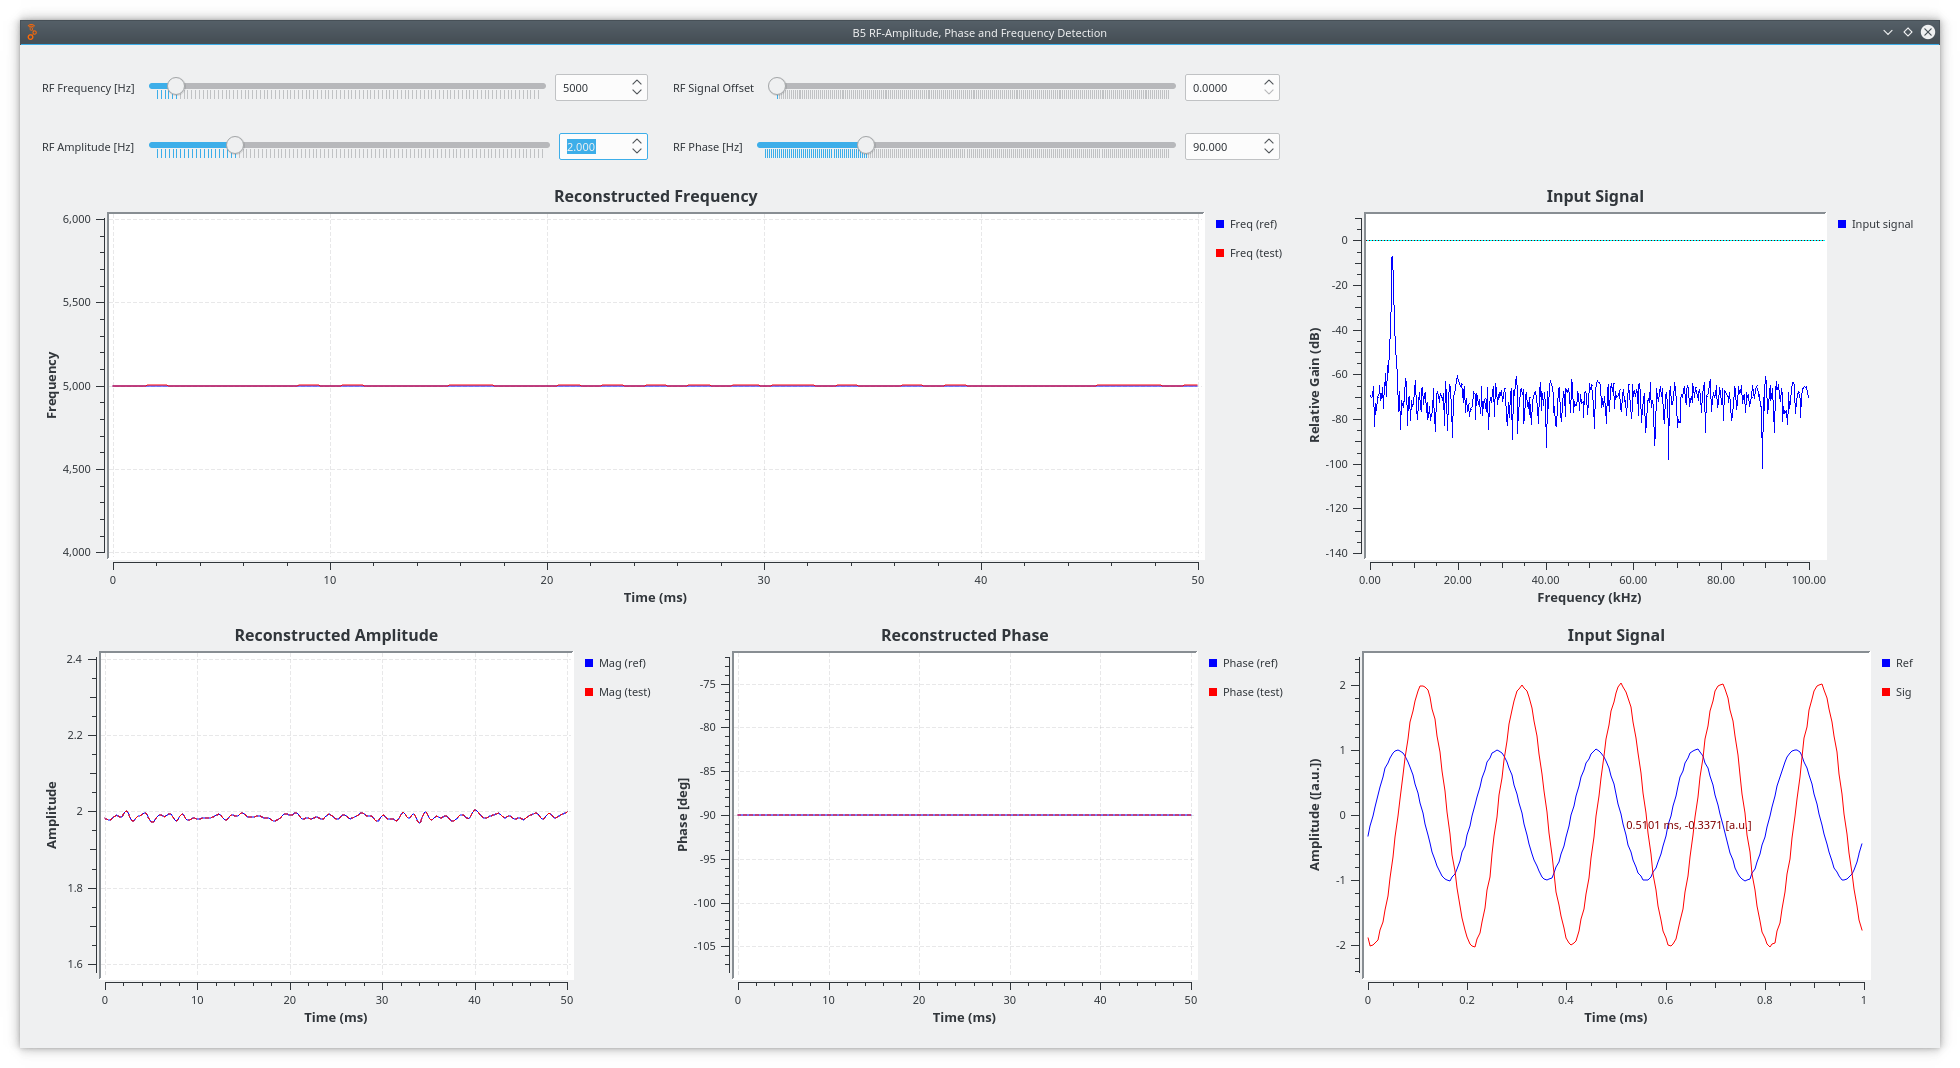 B5 RF-Amplitude, Phase and Frequency Detection
RF Frequency [Hz] 5000 RF Signal Offset 0.0000
RF Amplitude [Hz] 2.000 RF Phase [Hz] 90.000
Reconstructed Frequency
6,000
5,500
5,000
4,500
4,000
Frequency
0 10 20 30 40 50
Time (ms)
Freq (ref)
Freq (test)
Input Signal
0
-20
-40
-60
-80
-100
-120
-140
Relative Gain (dB)
0.00 20.00 40.00 60.00 80.00 100.00
Frequency (kHz)
Input signal
Reconstructed Amplitude
2.4
2.2
2
1.8
1.6
Amplitude
0 10 20 30 40 50
Time (ms)
Mag (ref)
Mag (test)
Reconstructed Phase
-75
-80
-85
-90
-95
-100
-105
Phase [deg]
0 10 20 30 40 50
Time (ms)
Phase (ref)
Phase (test)
Input Signal
2
1
0
-1
-2
Amplitude ([a.u.])
0.5101 ms, -0.3371 [a.u.]
0 0.2 0.4 0.6 0.8 1
Time (ms)
Ref
Sig